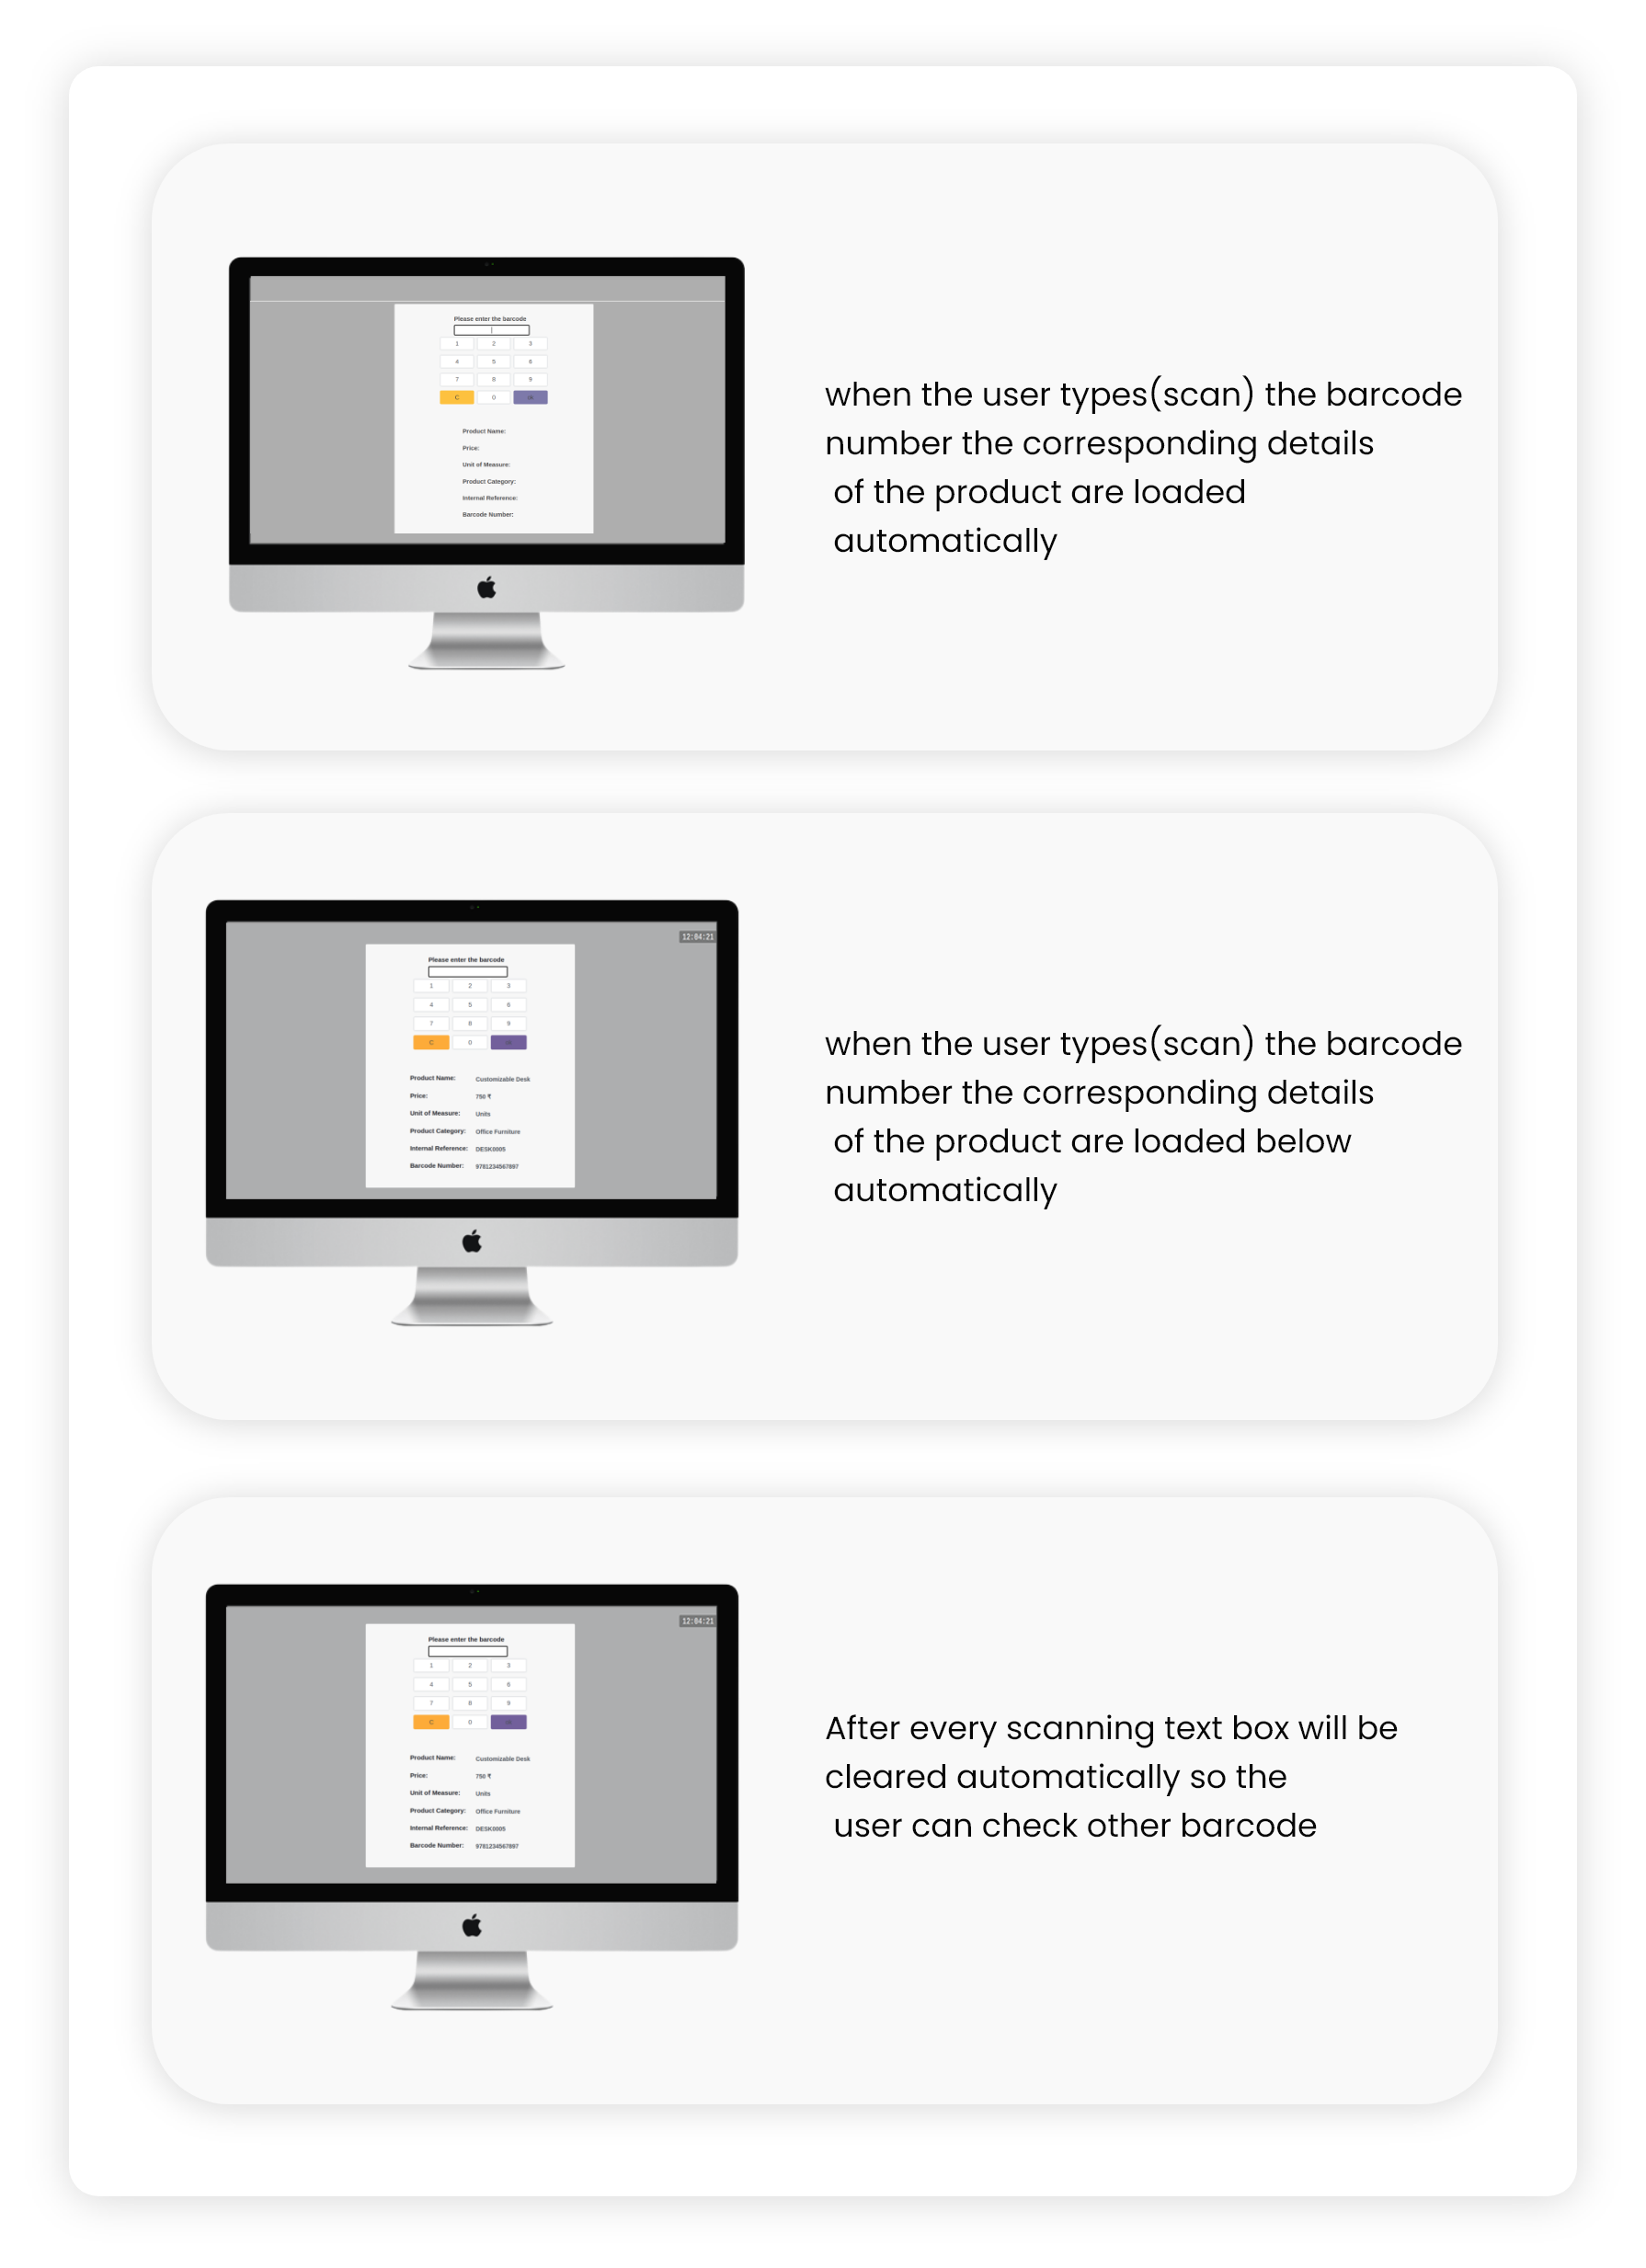 Please enter the barcode
1 2 3
4 5 6
7 8 9
C 0 ok
Product Name:
Price:
Unit of Measure:
Product Category:
Internal Reference:
Barcode Number:
when the user types(scan) the barcode
number the corresponding details
of the product are loaded
automatically
12:04:21
Please enter the barcode
1 2 3
4 5 6
7 8 9
C 0
Product Name: Customizable Desk
Price: 750 ₹
Unit of Measure: Units
Product Category: Office Furniture
Internal Reference: DESK0005
Barcode Number: 9781234567897
when the user types(scan) the barcode
number the corresponding details
of the product are loaded below
automatically
12:04:21
Please enter the barcode
1 2 3
4 5 6
7 8 9
C 0
Product Name: Customizable Desk
Price: 750 ₹
Unit of Measure: Units
Product Category: Office Furniture
Internal Reference: DESK0005
Barcode Number: 9781234567897
After every scanning text box will be
cleared automatically so the
user can check other barcode